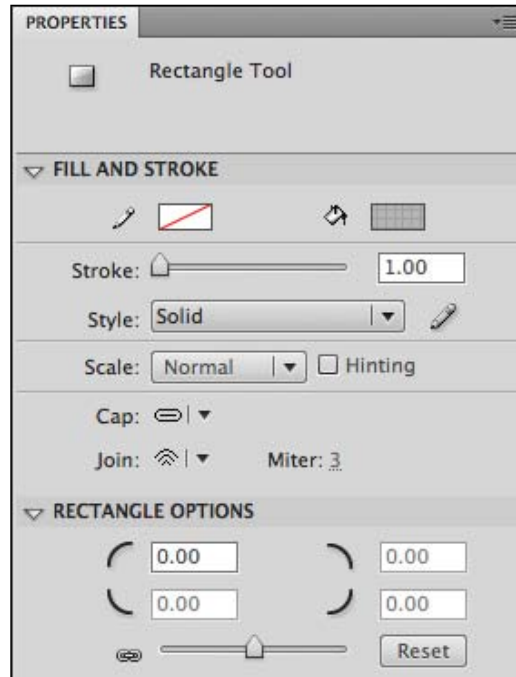 PROPERTIES
Rectangle Tool
FILL AND STROKE
Stroke: 1.00
Style: Solid
Scale: Normal Hinting
Cap:
Join: Miter: 3
RECTANGLE OPTIONS
0.00 0.00
0.00 0.00
Reset